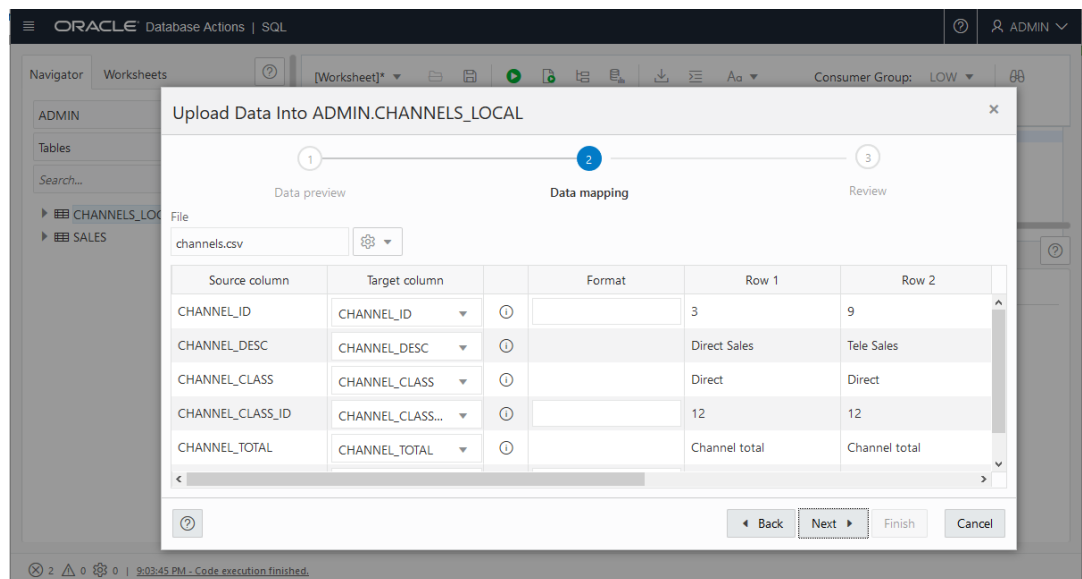 ORACLE Database Actions | SQL
ADMIN
Navigator Worksheets
[Worksheet]* Aa Consumer Group: LOW
ADMIN
Tables
Search...
CHANNELS_LOC
SALES
Upload Data Into ADMIN.CHANNELS_LOCAL
1 2 3
Data preview Data mapping Review
File
channels.csv
Source column Target column Format Row 1 Row 2
CHANNEL_ID CHANNEL_ID 3 9
CHANNEL_DESC CHANNEL_DESC Direct Sales Tele Sales
CHANNEL_CLASS CHANNEL_CLASS Direct Direct
CHANNEL_CLASS_ID CHANNEL_CLASS... 12 12
CHANNEL_TOTAL CHANNEL_TOTAL Channel total Channel total
Back Next Finish Cancel
2 0 0 | 9:03:45 PM - Code execution finished.